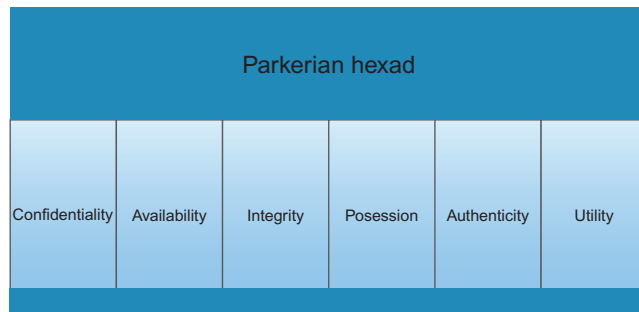 Parkerian hexad
Confidentiality
Availability
Integrity
Posession
Authenticity
Utility